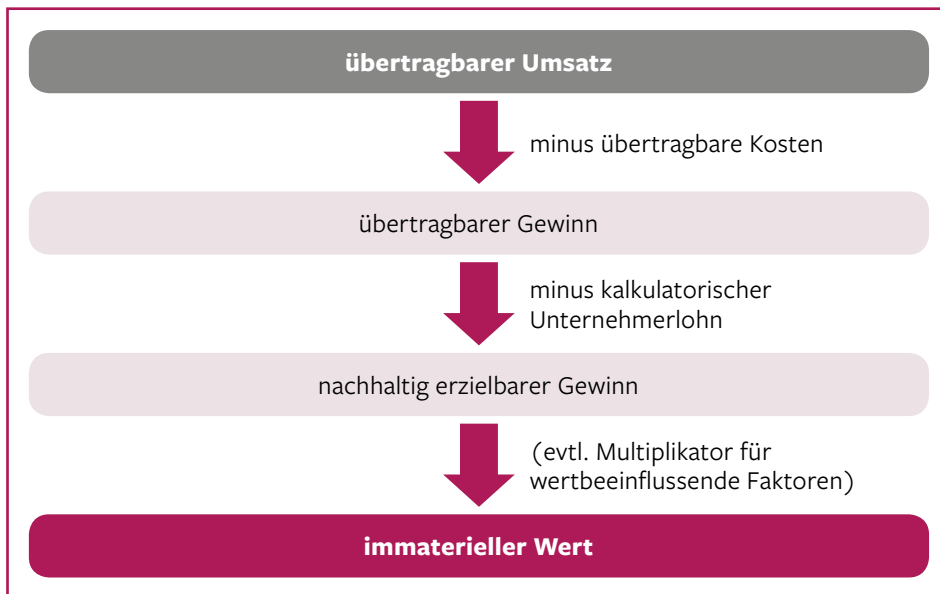 übertragbarer Umsatz
minus übertragbare Kosten
übertragbarer Gewinn
minus kalkulatorischer
Unternehmerlohn
nachhaltig erzielbarer Gewinn
(evtl. Multiplikator für
wertbeeinflussende Faktoren)
immaterieller Wert